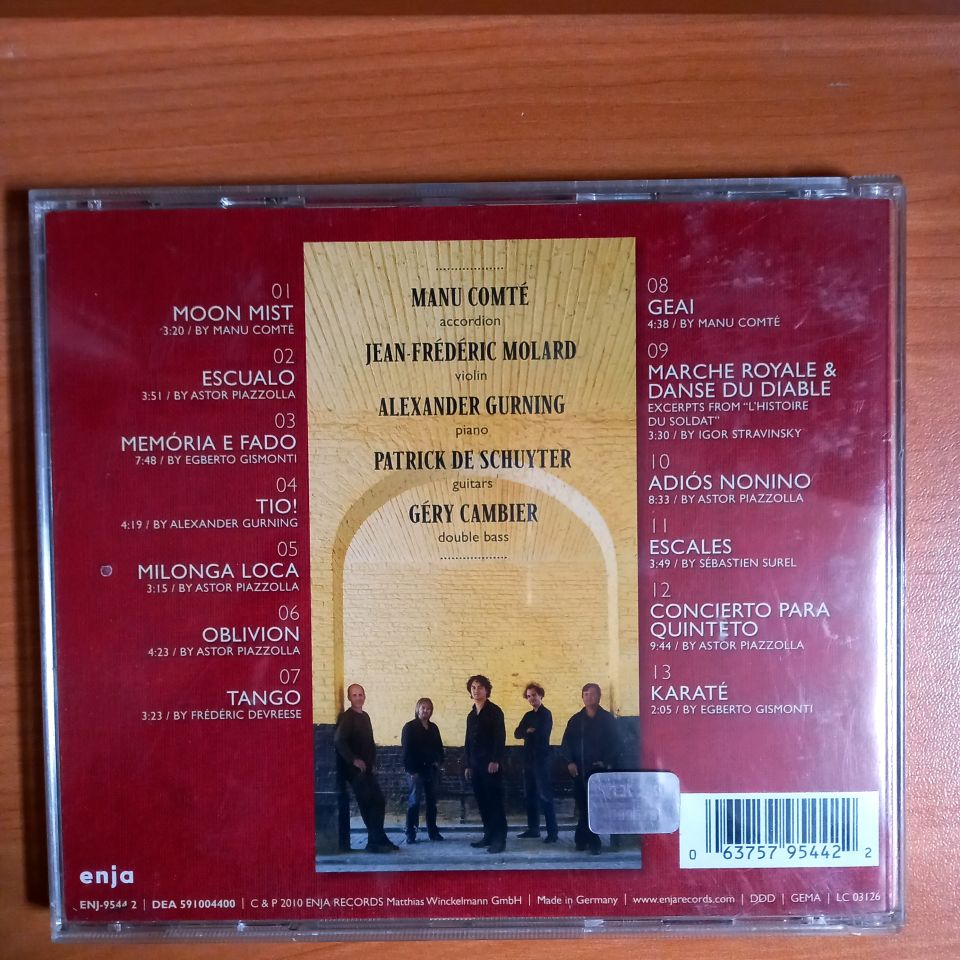 01
MOON MIST
3:20 / BY MANU COMTÉ
02
ESCUALO
3:51 / BY ASTOR PIAZZOLLA
03
MEMÓRIA E FADO
7:48 / BY EGBERTO GISMONTI
04
TIO!
4:19 / BY ALEXANDER GURNING
05
MILONGA LOCA
3:15 / BY ASTOR PIAZZOLLA
06
OBLIVION
4:23 / BY ASTOR PIAZZOLLA
07
TANGO
3:23 / BY FRÉDÉRIC DEVREESE
MANU COMTÉ
accordion
JEAN-FRÉDÉRIC MOLARD
violin
ALEXANDER GURNING
piano
PATRICK DE SCHUYTER
guitars
GÉRY CAMBIER
double bass
08
GEAI
4:38 / BY MANU COMTÉ
09
MARCHE ROYALE &
DANSE DU DIABLE
EXCERPTS FROM "L'HISTOIRE
DU SOLDAT"
3:30 / BY IGOR STRAVINSKY
10
ADIÓS NONINO
8:33 / BY ASTOR PIAZZOLLA
11
ESCALES
3:49 / BY SÉBASTIEN SUREL
12
CONCIERTO PARA
QUINTETO
9:44 / BY ASTOR PIAZZOLLA
13
KARATÉ
2:05 / BY EGBERTO GISMONTI
0 63757 95442 2
enja
ENJ-9544 2 | DEA 591004400 | C & P 2010 ENJA RECORDS Matthias Winckelmann GmbH | Made in Germany | www.enjarecords.com | DDD | GEMA | LC 03126